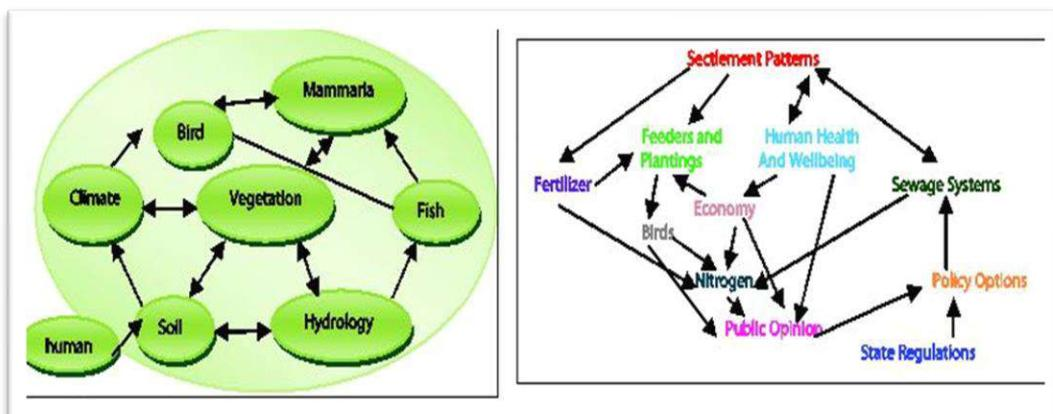 Mammaria
Bird
Climate
Vegetation
Fish
Soil
Hydrology
human
Sectlement Patterns
Feeders and
Plantings
Human Health
And Wellbeing
Fertilizer
Sewage Systems
Economy
Birds
Nitrogen
Policy Options
Public Opinion
State Regulations